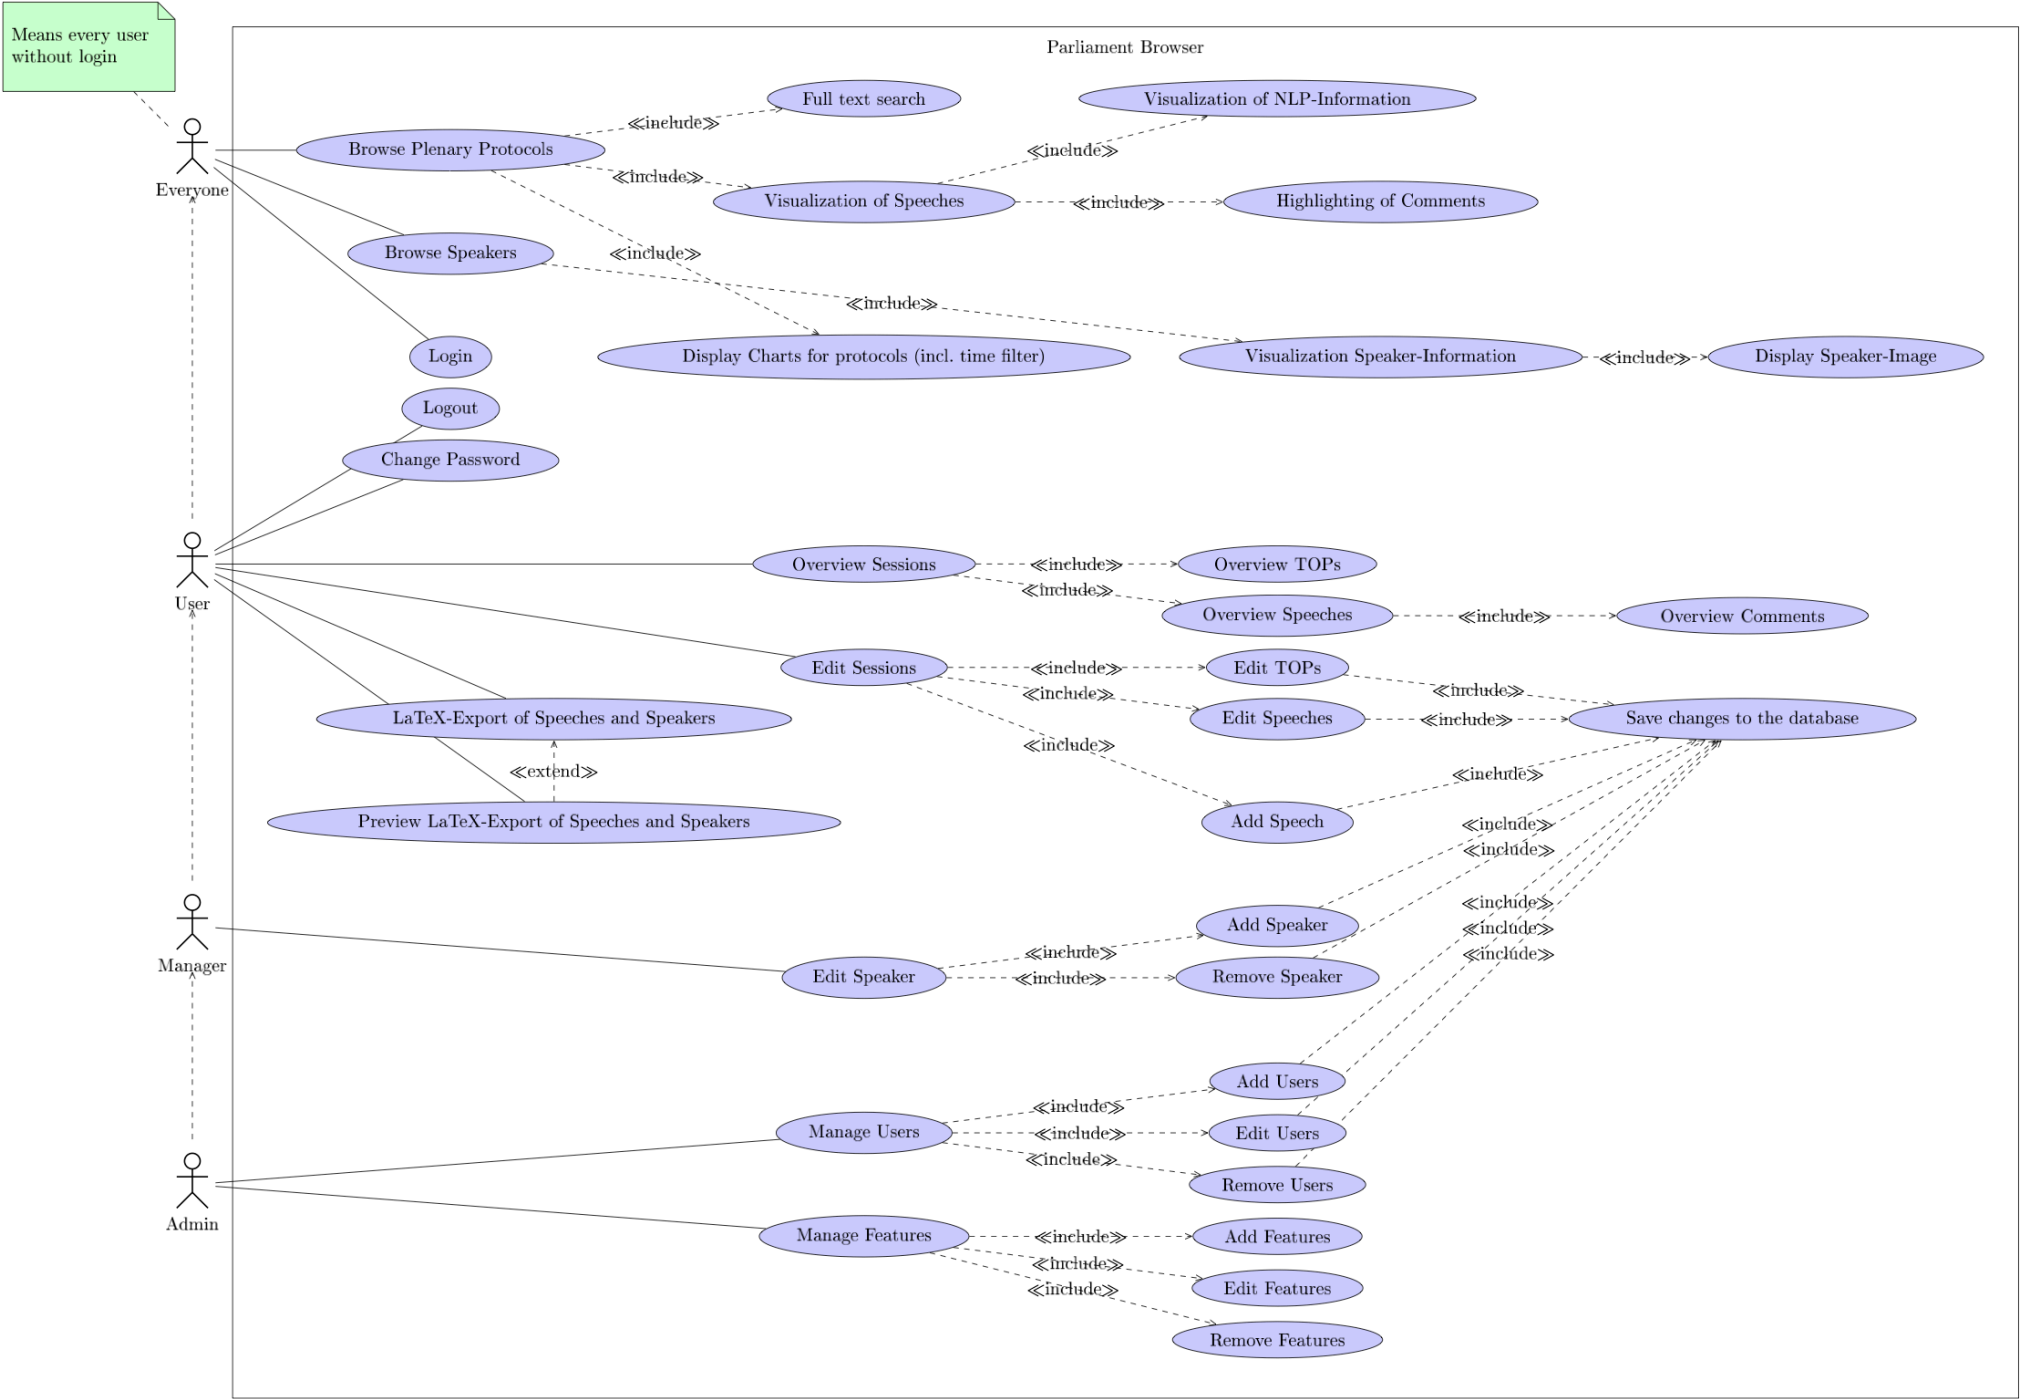 Means every user
without login
Parliament Browser
Full text search
Visualization of NLP-Information
≪include≫
Browse Plenary Protocols
≪include≫
≪include≫
Everyone
Visualization of Speeches
≪include≫
Highlighting of Comments
Browse Speakers
≪include≫
≪include≫
Login
Display Charts for protocols (incl. time filter)
Visualization Speaker-Information
≪include≫
Display Speaker-Image
Logout
Change Password
User
Overview Sessions
≪include≫
Overview TOPs
≪include≫
Overview Speeches
≪include≫
Overview Comments
Edit Sessions
≪include≫
Edit TOPs
≪include≫
≪include≫
LaTeX-Export of Speeches and Speakers
Edit Speeches
≪include≫
Save changes to the database
≪include≫
≪extend≫
≪include≫
Preview LaTeX-Export of Speeches and Speakers
Add Speech
≪include≫
≪include≫
≪include≫
Add Speaker
≪include≫
≪include≫
≪include≫
Manager
Edit Speaker
≪include≫
Remove Speaker
Add Users
≪include≫
Manage Users
≪include≫
Edit Users
≪include≫
Remove Users
Admin
Manage Features
≪include≫
Add Features
≪include≫
Edit Features
≪include≫
Remove Features